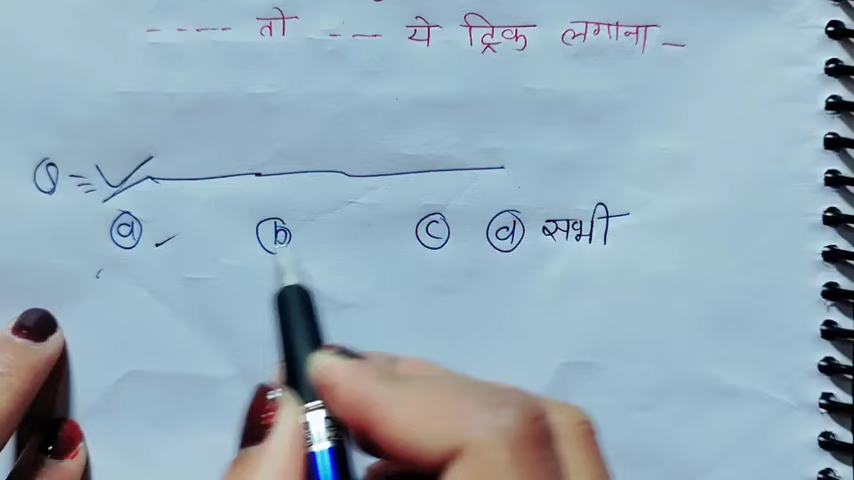 ---- तो --- ये ट्रिक लगाना -
Q =
ⓐ ✓ ⓑ ⓒ ⓓ सभी